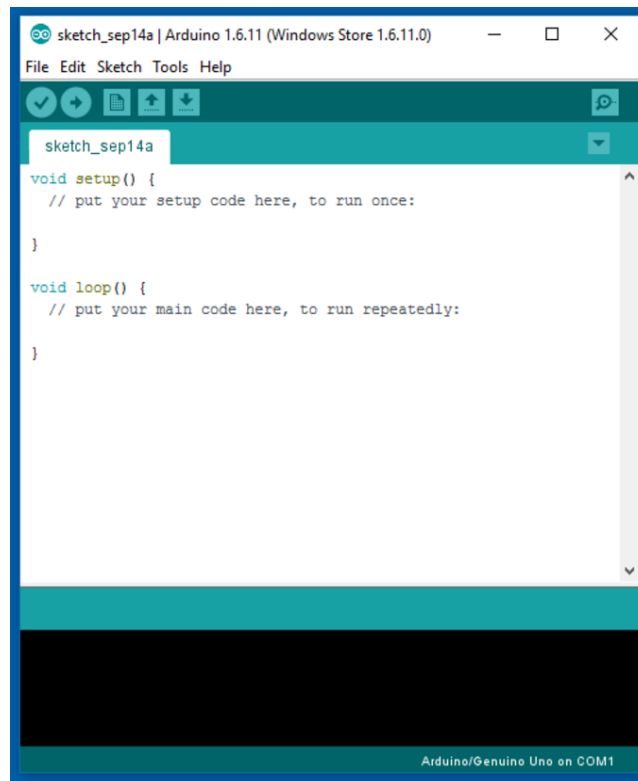 sketch_sep14a | Arduino 1.6.11 (Windows Store 1.6.11.0)
File Edit Sketch Tools Help
sketch_sep14a
void setup() {
  // put your setup code here, to run once:
}
void loop() {
  // put your main code here, to run repeatedly:
}
Arduino/Genuino Uno on COM1